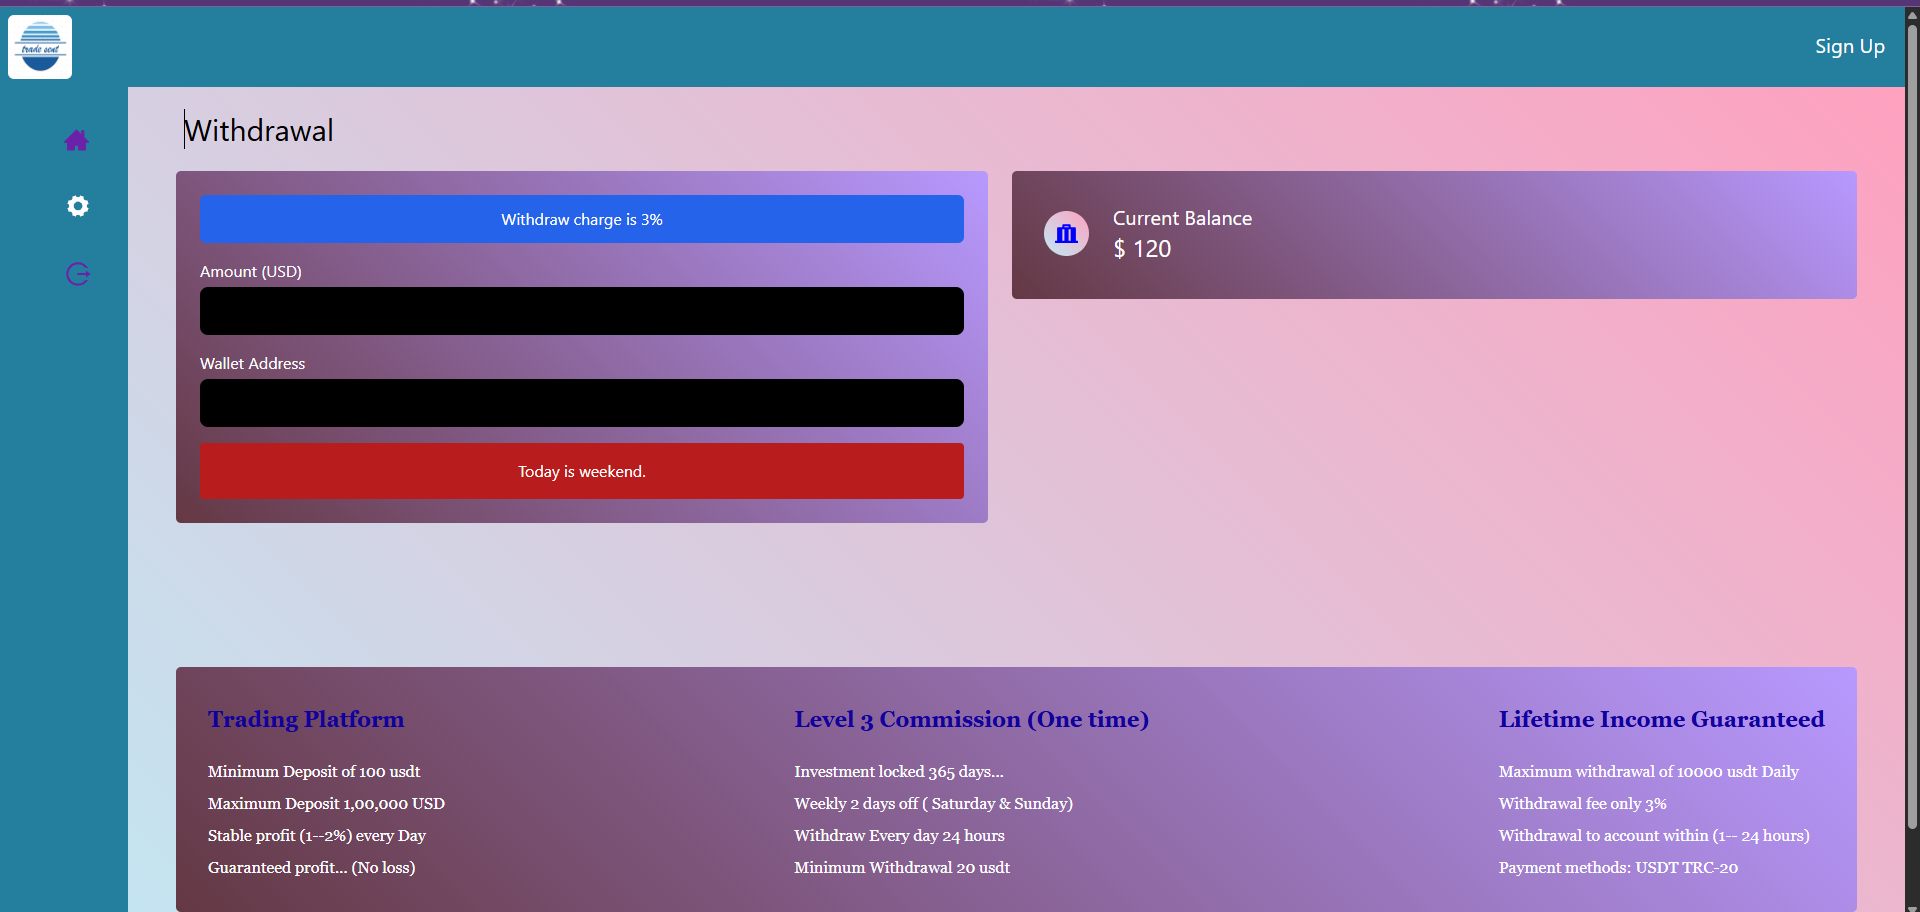 trade sent
Sign Up
Withdrawal
Withdraw charge is 3%
Amount (USD)
Wallet Address
Today is weekend.
Current Balance
$ 120
Trading Platform
Minimum Deposit of 100 usdt
Maximum Deposit 1,00,000 USD
Stable profit (1--2%) every Day
Guaranteed profit... (No loss)
Level 3 Commission (One time)
Investment locked 365 days...
Weekly 2 days off ( Saturday & Sunday)
Withdraw Every day 24 hours
Minimum Withdrawal 20 usdt
Lifetime Income Guaranteed
Maximum withdrawal of 10000 usdt Daily
Withdrawal fee only 3%
Withdrawal to account within (1-- 24 hours)
Payment methods: USDT TRC-20